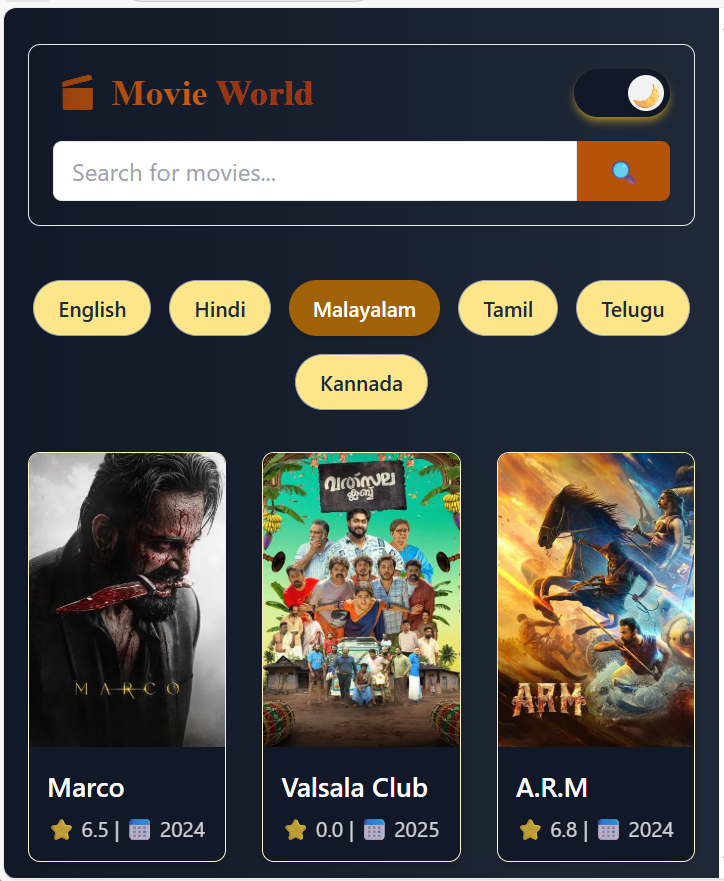 Movie World
Search for movies...
English Hindi Malayalam Tamil Telugu
Kannada
MARCO
വത്സല
ക്ലബ്ബ്
ARM
Marco Valsala Club A.R.M
6.5 | 2024 0.0 | 2025 6.8 | 2024